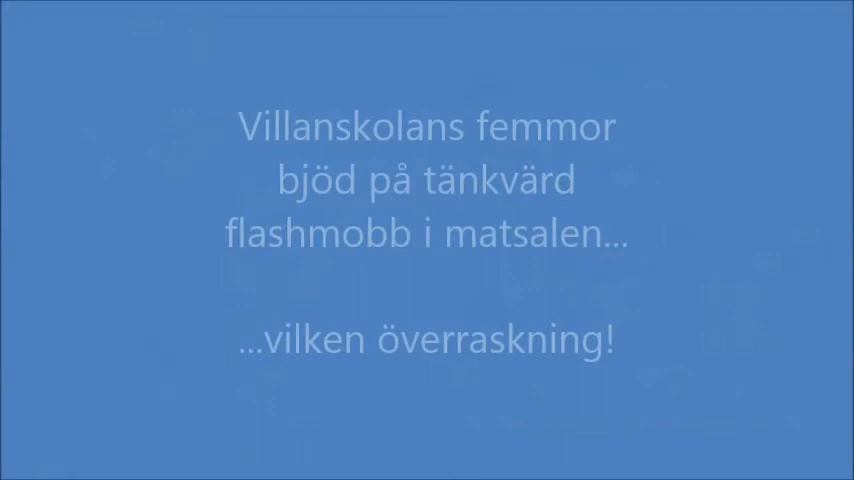 Villanskolans femmor
bjöd på tänkvärd
flashmobb i matsalen...
...vilken överraskning!